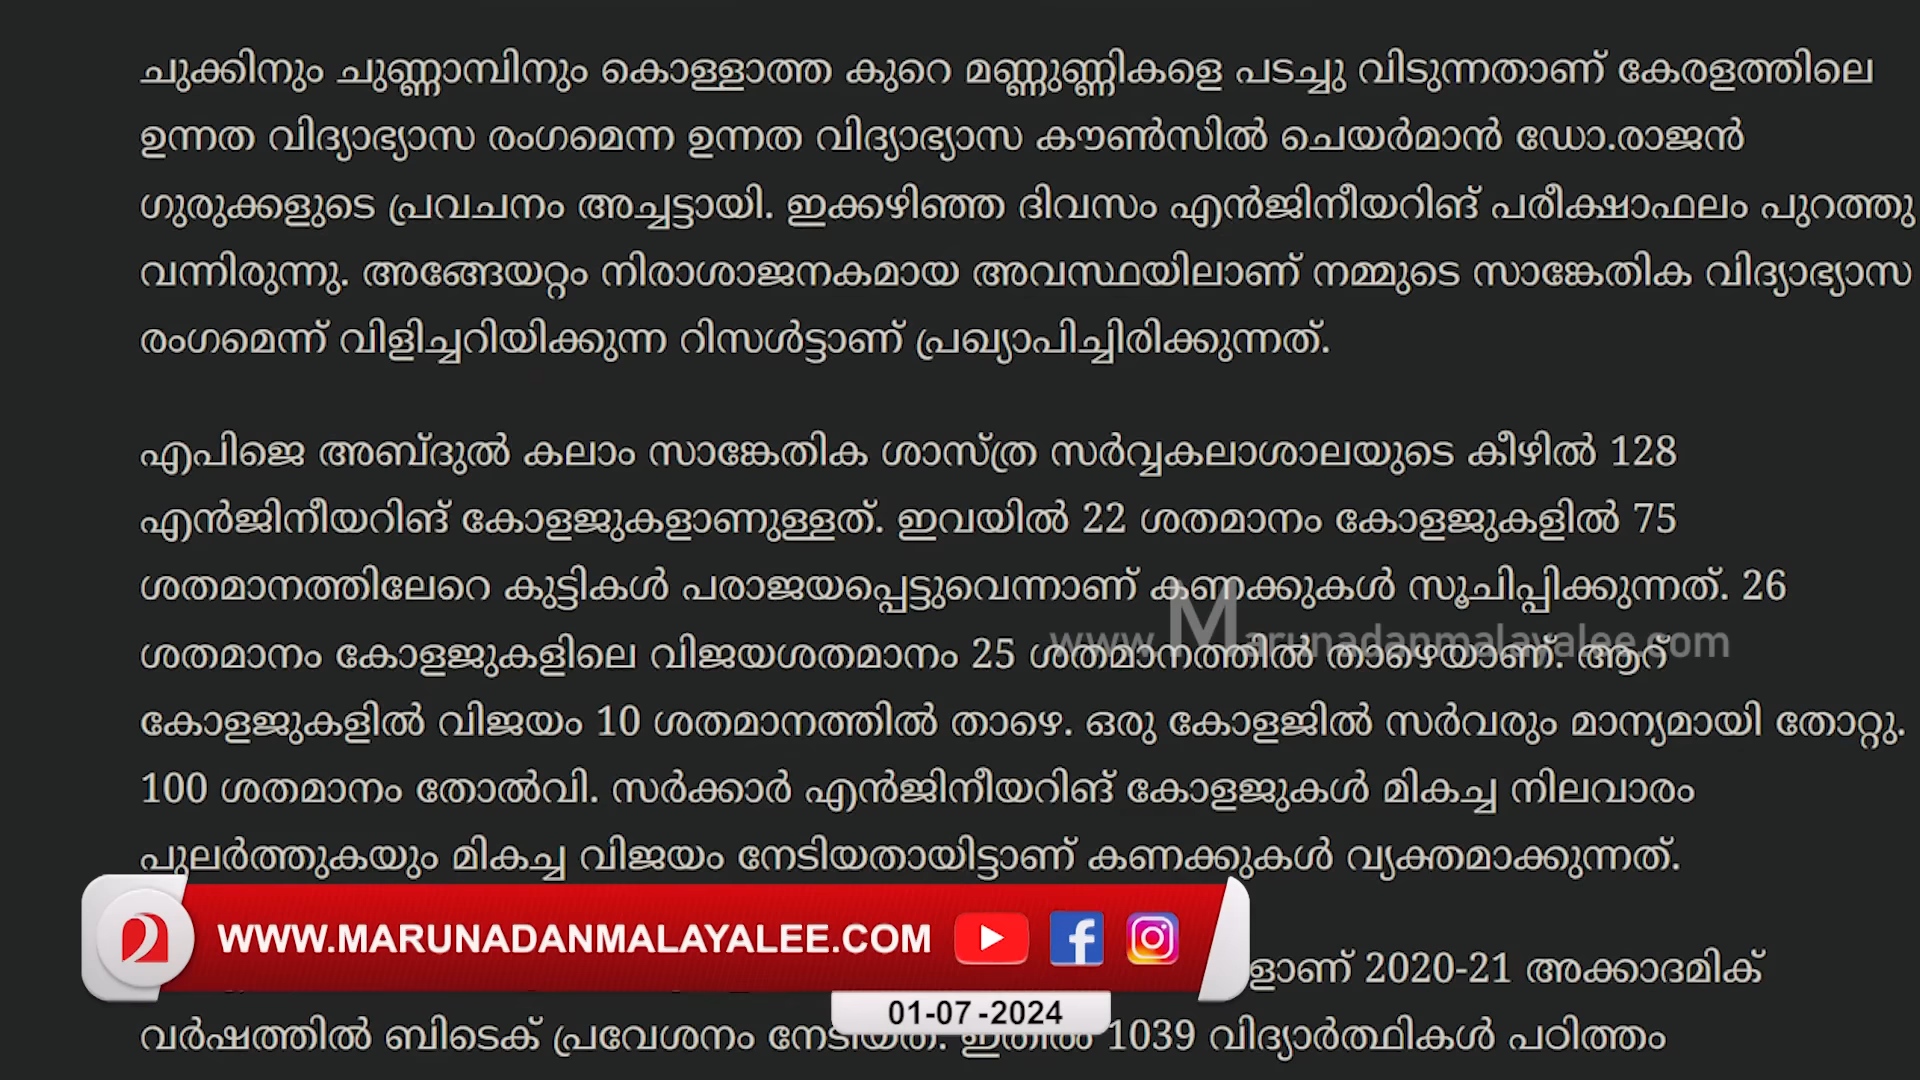 ചുക്കിനും ചുണ്ണാമ്പിനും കൊള്ളാത്ത കുറെ മണ്ണുണ്ണികളെ പടച്ചു വിടുന്നതാണ് കേരളത്തിലെ
ഉന്നത വിദ്യാഭ്യാസ രംഗമെന്ന ഉന്നത വിദ്യാഭ്യാസ കൗൺസിൽ ചെയർമാൻ ഡോ.രാജൻ
ഗുരുക്കളുടെ പ്രവചനം അച്ചട്ടായി. ഇക്കഴിഞ്ഞ ദിവസം എൻജിനീയറിങ് പരീക്ഷാഫലം പുറത്തു
വന്നിരുന്നു. അങ്ങേയറ്റം നിരാശാജനകമായ അവസ്ഥയിലാണ് നമ്മുടെ സാങ്കേതിക വിദ്യാഭ്യാസ
രംഗമെന്ന് വിളിച്ചറിയിക്കുന്ന റിസൾട്ടാണ് പ്രഖ്യാപിച്ചിരിക്കുന്നത്.
എപിജെ അബ്ദുൽ കലാം സാങ്കേതിക ശാസ്ത്ര സർവ്വകലാശാലയുടെ കീഴിൽ 128
എൻജിനീയറിങ് കോളജുകളാണുള്ളത്. ഇവയിൽ 22 ശതമാനം കോളജുകളിൽ 75
ശതമാനത്തിലേറെ കുട്ടികൾ പരാജയപ്പെട്ടുവെന്നാണ് കണക്കുകൾ സൂചിപ്പിക്കുന്നത്. 26
ശതമാനം കോളജുകളിലെ വിജയശതമാനം 25 ശതമാനത്തിൽ താഴെയാണ്. ആറ്
www.Marunadanmalayalee.com
കോളജുകളിൽ വിജയം 10 ശതമാനത്തിൽ താഴെ. ഒരു കോളജിൽ സർവരും മാന്യമായി തോറ്റു.
100 ശതമാനം തോൽവി. സർക്കാർ എൻജിനീയറിങ് കോളജുകൾ മികച്ച നിലവാരം
പുലർത്തുകയും മികച്ച വിജയം നേടിയതായിട്ടാണ് കണക്കുകൾ വ്യക്തമാക്കുന്നത്.
WWW.MARUNADANMALAYALEE.COM
ളാണ് 2020-21 അക്കാദമിക്
01-07-2024
വർഷത്തിൽ ബിടെക് പ്രവേശനം നേടിയത്. ഇതിൽ 1039 വിദ്യാർത്ഥികൾ പഠിത്തം